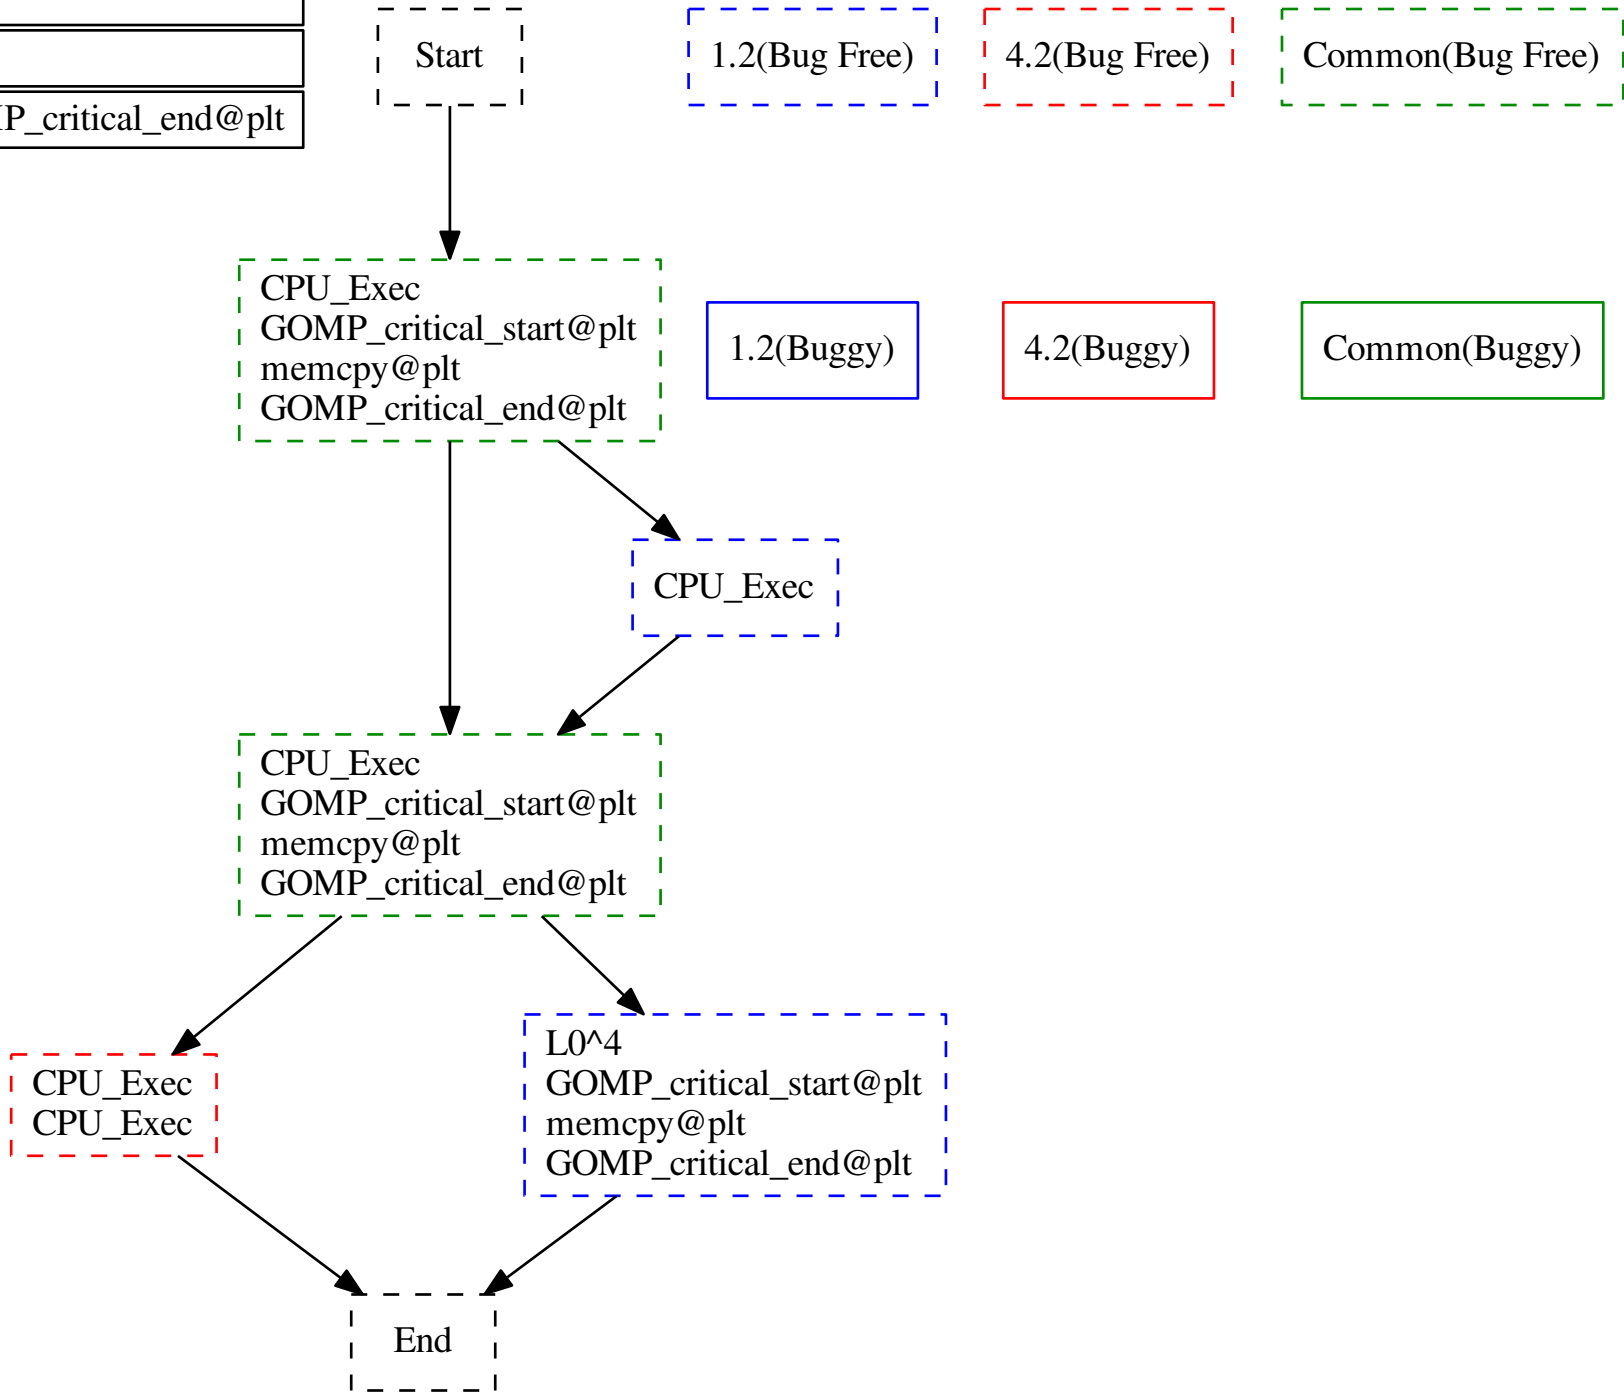 Start
1.2(Bug Free)
4.2(Bug Free)
Common(Bug Free)
P_critical_end@plt
CPU_Exec
GOMP_critical_start@plt
memcpy@plt
GOMP_critical_end@plt
1.2(Buggy)
4.2(Buggy)
Common(Buggy)
CPU_Exec
CPU_Exec
GOMP_critical_start@plt
memcpy@plt
GOMP_critical_end@plt
CPU_Exec
CPU_Exec
L0^4
GOMP_critical_start@plt
memcpy@plt
GOMP_critical_end@plt
End